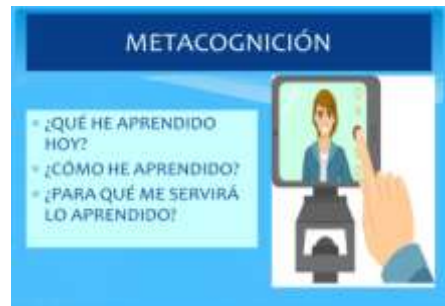 METACOGNICIÓN
¿QUÉ HE APRENDIDO
HOY?
¿CÓMO HE APRENDIDO?
¿PARA QUÉ ME SERVIRÁ
LO APRENDIDO?